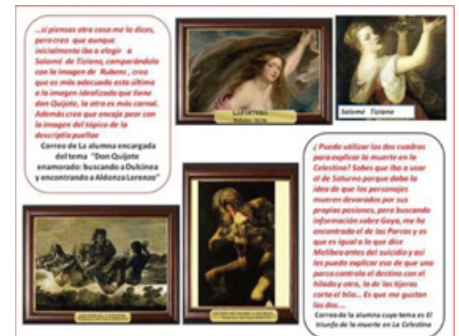 ...si piensas otra cosa me lo dices,
pero creo que aunque
inicialmente iba a elegir a
Salomé de Tiziano, comparándola
con la imagen de Rubens, creo
que es más adecuada esta última
a la imagen idealizada que tiene
don Quijote, la otra es más carnal.
Además creo que encaja peor con
la imagen del tópico de la
descriptio puellae
Correo de La alumna encargada
del tema "Don Quijote
enamorado: buscando a Dulcinea
y encontrando a Aldonza Lorenzo"
LA FORTUNA
Salomé Tiziano
¿ Puedo utilizar los dos cuadros
para explicar la muerte en la
Celestina? Sabes que iba a usar
el de Saturno porque daba la
idea de que los personajes
mueren devorados por sus
propias pasiones, pero buscando
información sobre Goya, me he
encontrado el de las Parcas y es
que es igual a lo que dice
Melibea antes del suicidio y así
les puedo explicar eso de que una
parca controla el destino con el
hilado y otra, la de las tijeras
corta el hilo... Es que me gustan
los dos....
Correo de la alumna cuyo tema es El
triunfo de la muerte en La Celestina